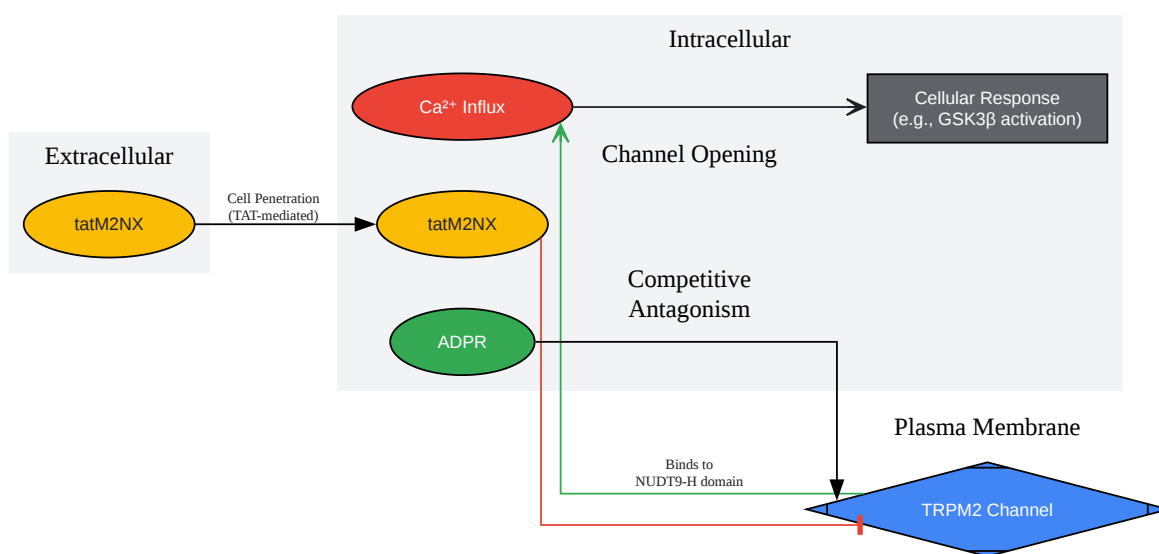 Intracellular
Ca²⁺ Influx
Cellular Response
(e.g., GSK3β activation)
Extracellular
Channel Opening
tatM2NX
Cell Penetration
(TAT-mediated)
tatM2NX
Competitive
Antagonism
ADPR
Plasma Membrane
Binds to
NUDT9-H domain
TRPM2 Channel